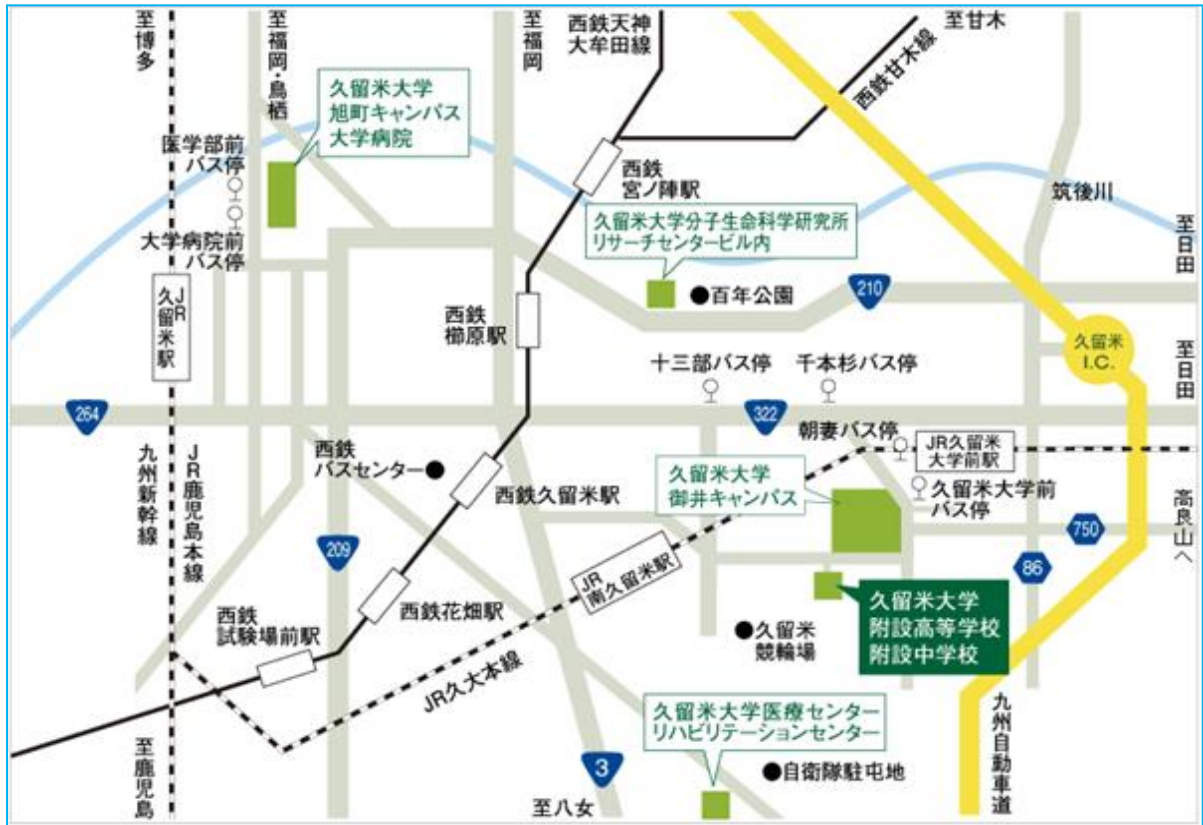 至博多
至福岡・鳥栖
至福岡
西鉄天神
大牟田線
西鉄甘木線
至甘木
久留米大学
旭町キャンパス
大学病院
医学部前
バス停
大学病院前
バス停
西鉄
宮ノ陣駅
筑後川
至日田
久留米大学分子生命科学研究所
リサーチセンタービル内
百年公園
210
JR
久留米駅
西鉄
櫛原駅
久留米
I.C.
至日田
十三部バス停
千本杉バス停
264
322
朝妻バス停
JR久留米
大学前駅
九州新幹線
JR鹿児島本線
西鉄
バスセンター
西鉄久留米駅
久留米大学
御井キャンパス
久留米大学前
バス停
高良山へ
750
209
86
JR
南久留米駅
西鉄花畑駅
西鉄
試験場前駅
久留米
競輪場
久留米大学
附設高等学校
附設中学校
JR久大本線
久留米大学医療センター
リハビリテーションセンター
九州自動車道
至鹿児島
3
自衛隊駐屯地
至八女